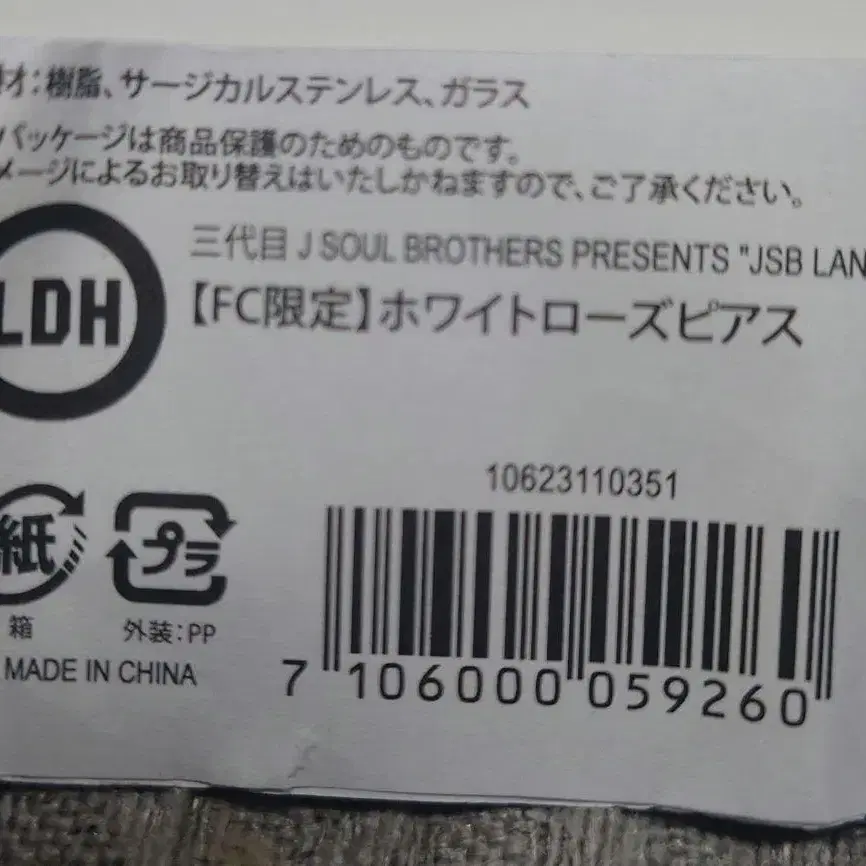 材:樹脂、サージカルステンレス、ガラス
パッケージは商品保護のためのものです。
メージによるお取り替えはいたしかねますので、ご了承ください。
LDH
三代目 J SOUL BROTHERS PRESENTS "JSB LAN
【FC限定】ホワイトローズピアス
10623110351
紙
プラ
箱
外装:PP
MADE IN CHINA
7 106000 059260